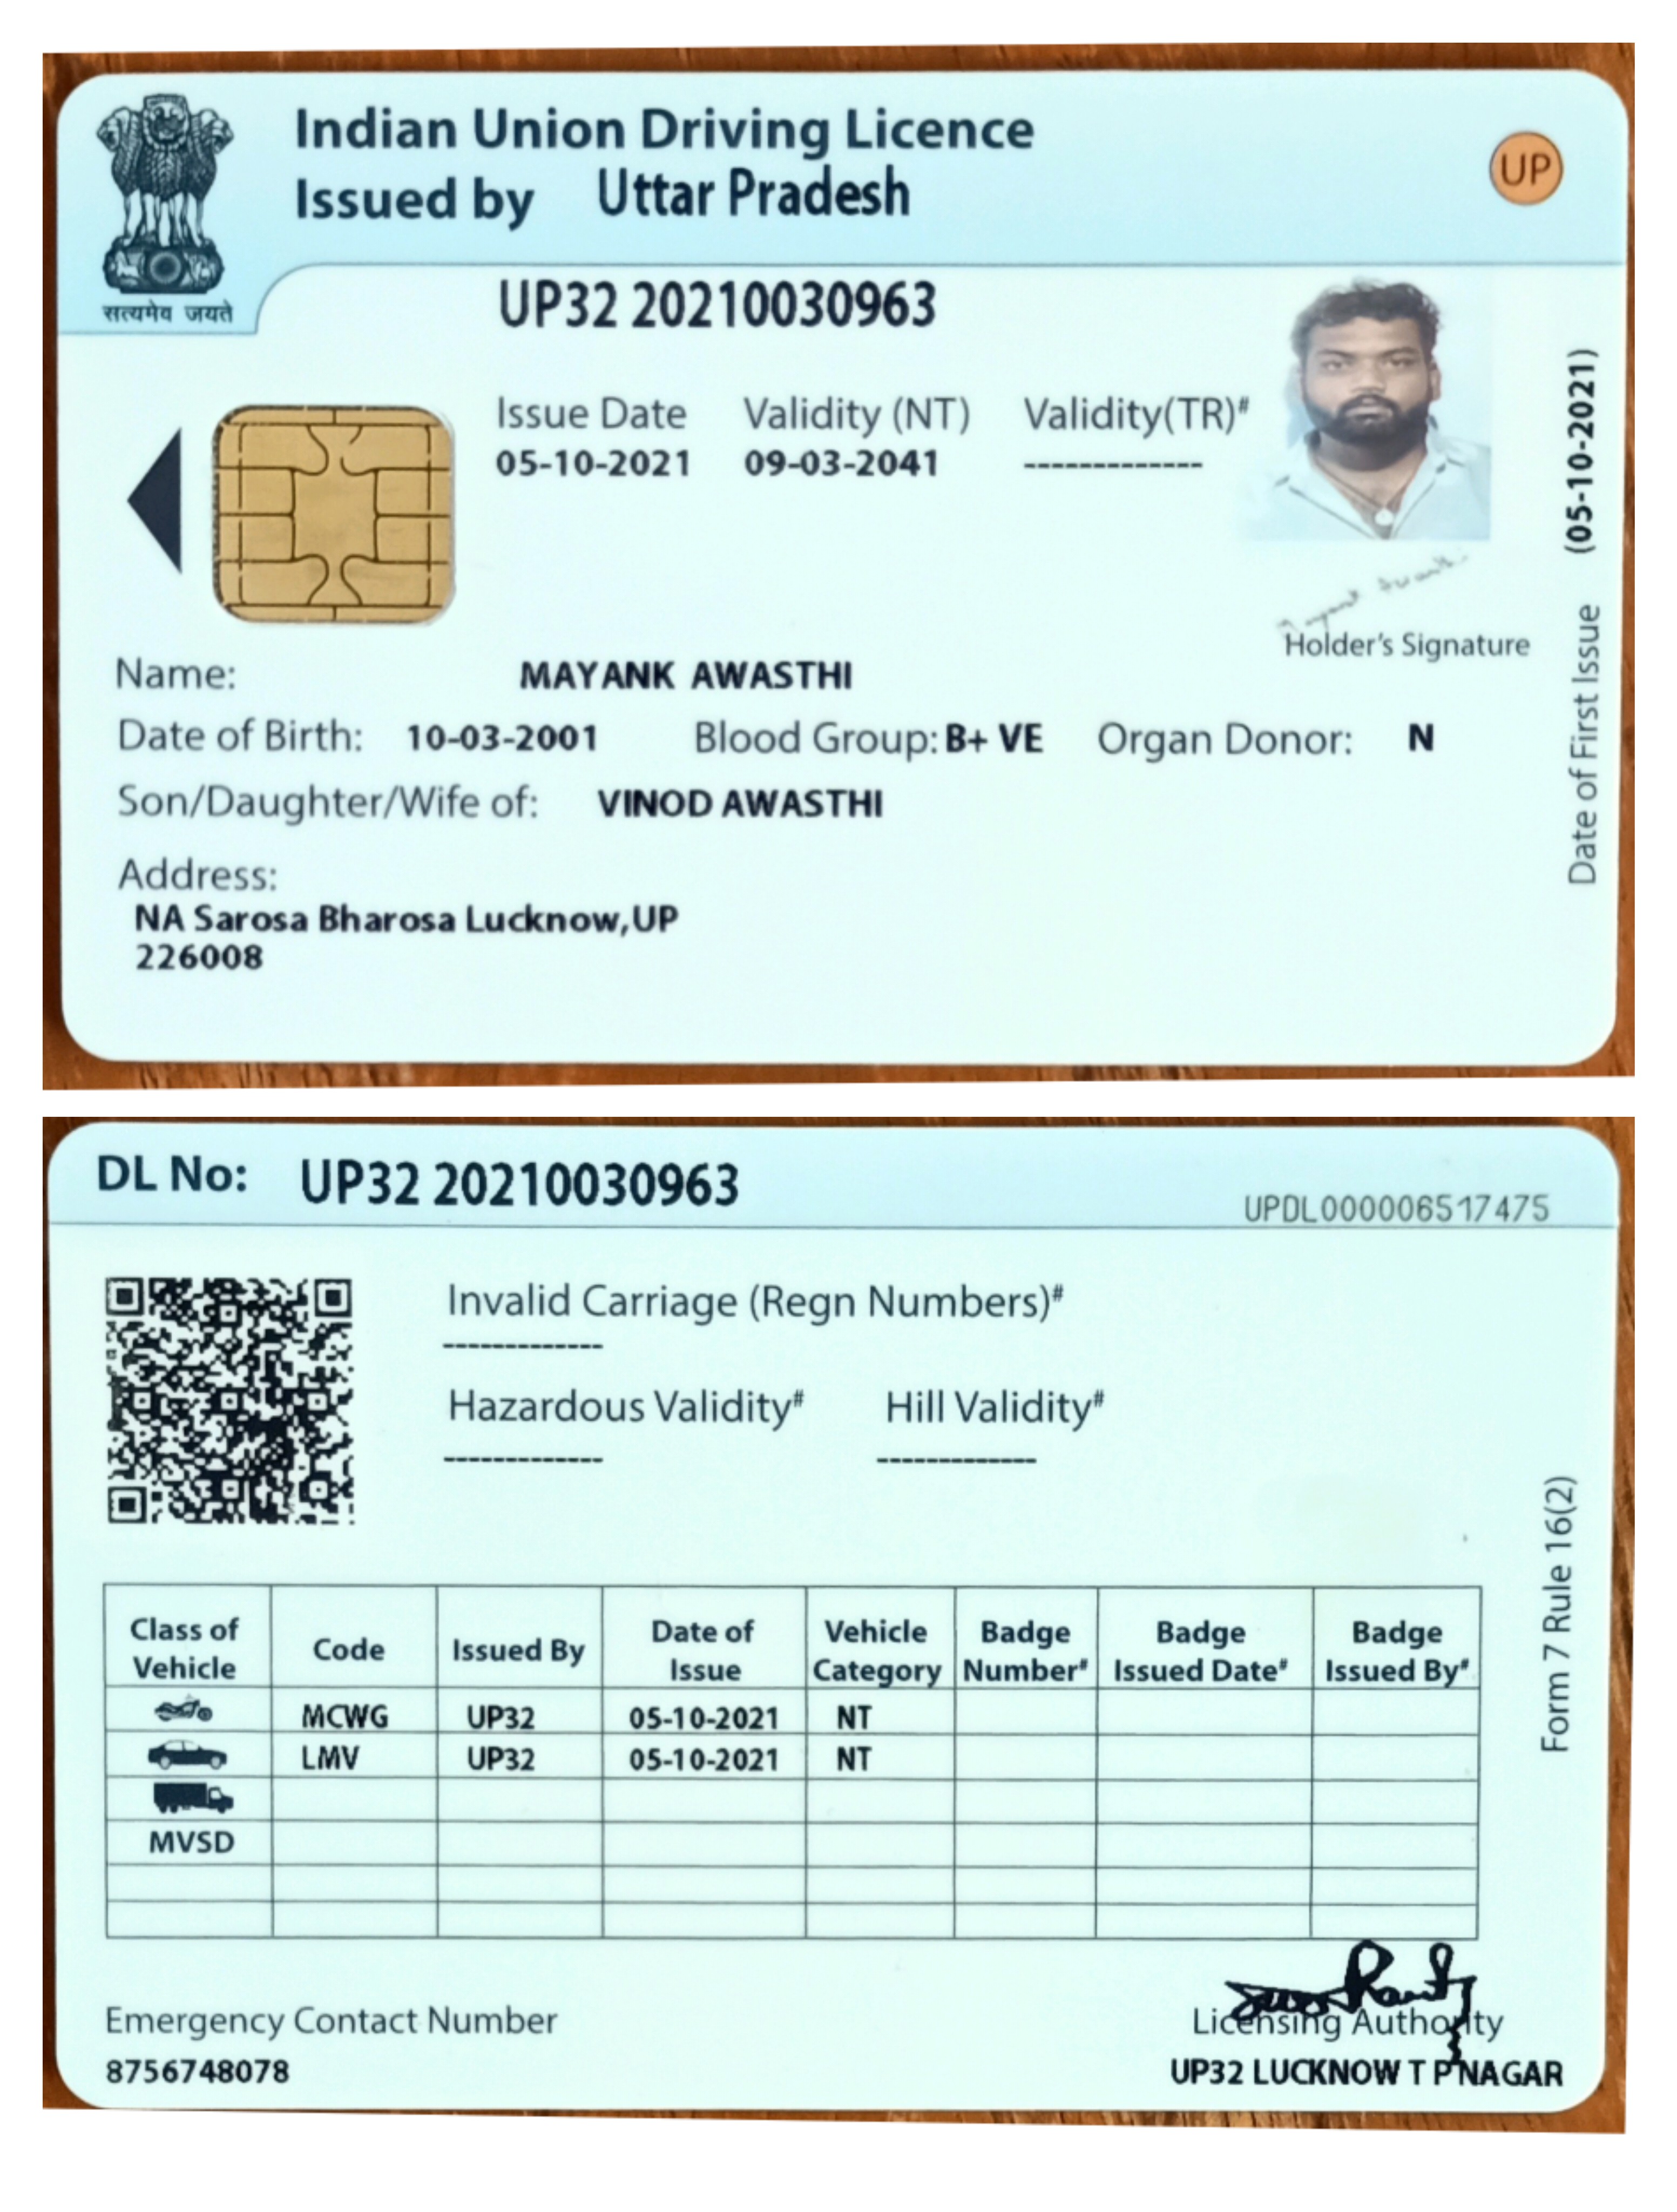 Indian Union Driving Licence
Issued by Uttar Pradesh
UP
सत्यमेव जयते
UP32 20210030963
Issue Date Validity (NT) Validity(TR)#
05-10-2021 09-03-2041 -------------
Holder's Signature
Date of First Issue (05-10-2021)
Name: MAYANK AWASTHI
Date of Birth: 10-03-2001 Blood Group: B+ VE Organ Donor: N
Son/Daughter/Wife of: VINOD AWASTHI
Address:
NA Sarosa Bharosa Lucknow,UP
226008
DL No: UP32 20210030963
UPDL000006517475
Invalid Carriage (Regn Numbers)#
-------------
Hazardous Validity# Hill Validity#
------------- -------------
Form 7 Rule 16(2)
Class of Vehicle Code Issued By Date of Issue Vehicle Category Badge Number# Badge Issued Date# Badge Issued By#
MCWG UP32 05-10-2021 NT
LMV UP32 05-10-2021 NT
MVSD
Emergency Contact Number
8756748078
Licensing Authority
UP32 LUCKNOW T P NAGAR